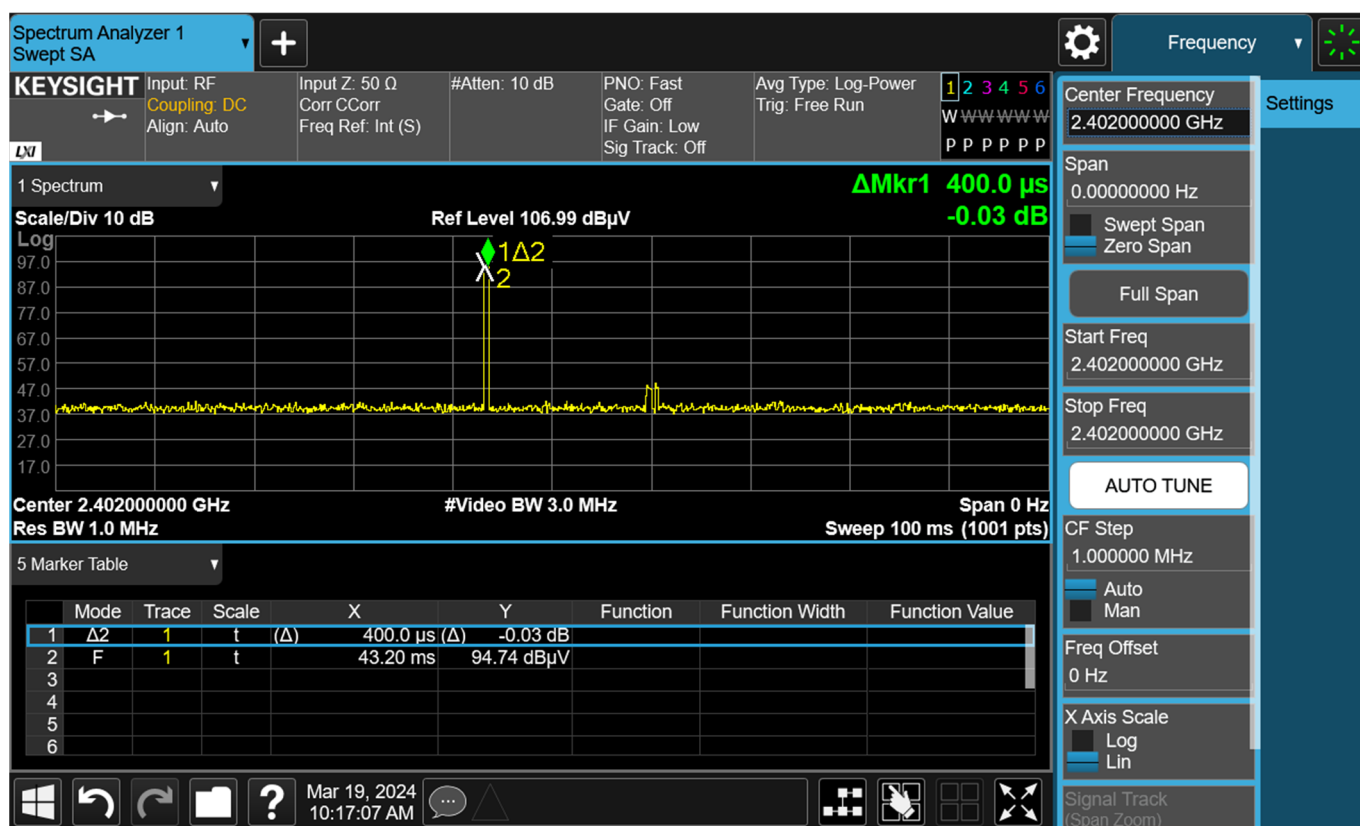 Spectrum Analyzer 1
Swept SA
Frequency
KEYSIGHT
LXI
Input: RF
Coupling: DC
Align: Auto
Input Z: 50 Ω
Corr CCorr
Freq Ref: Int (S)
#Atten: 10 dB
PNO: Fast
Gate: Off
IF Gain: Low
Sig Track: Off
Avg Type: Log-Power
Trig: Free Run
1 2 3 4 5 6
W W W W W W
P P P P P P
1 Spectrum
ΔMkr1 400.0 µs
-0.03 dB
Scale/Div 10 dB
Ref Level 106.99 dBµV
Log
97.0
87.0
77.0
67.0
57.0
47.0
37.0
27.0
17.0
1Δ2
2
Center 2.402000000 GHz
#Video BW 3.0 MHz
Span 0 Hz
Res BW 1.0 MHz
Sweep 100 ms (1001 pts)
5 Marker Table
Mode Trace Scale X Y Function Function Width Function Value
1 Δ2 1 t (Δ) 400.0 µs (Δ) -0.03 dB
2 F 1 t 43.20 ms 94.74 dBµV
3
4
5
6
Mar 19, 2024
10:17:07 AM
?
Center Frequency
2.402000000 GHz
Settings
Span
0.00000000 Hz
Swept Span
Zero Span
Full Span
Start Freq
2.402000000 GHz
Stop Freq
2.402000000 GHz
AUTO TUNE
CF Step
1.000000 MHz
Auto
Man
Freq Offset
0 Hz
X Axis Scale
Log
Lin
Signal Track
(Span Zoom)